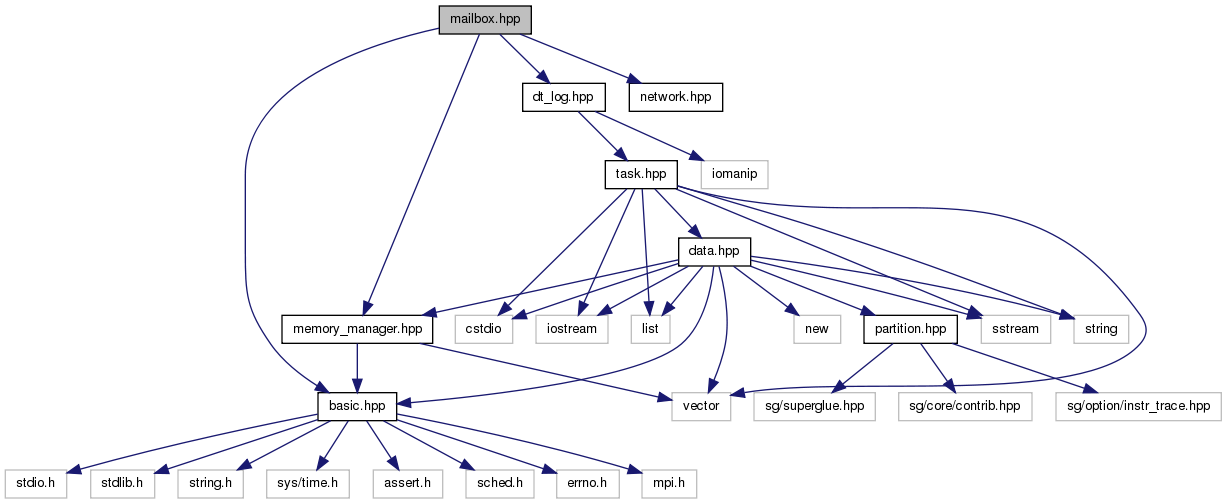 mailbox.hpp
dt_log.hpp
network.hpp
task.hpp
iomanip
data.hpp
memory_manager.hpp
cstdio
iostream
list
new
partition.hpp
sstream
string
basic.hpp
vector
sg/superglue.hpp
sg/core/contrib.hpp
sg/option/instr_trace.hpp
stdio.h
stdlib.h
string.h
sys/time.h
assert.h
sched.h
errno.h
mpi.h